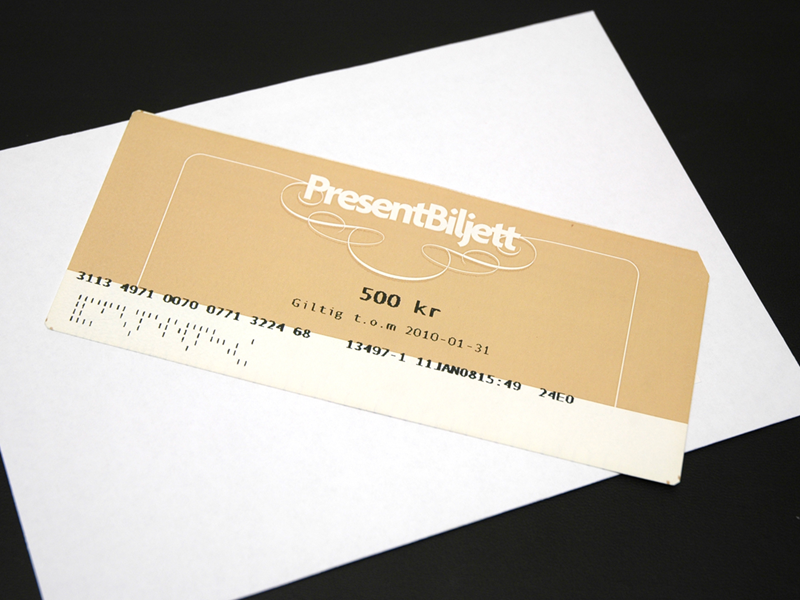 PresentBiljett
500 kr
Giltig t.o.m 2010-01-31
3113 4971 0070 0771 3224 68 13497-1 11JAN0815:49 24E0